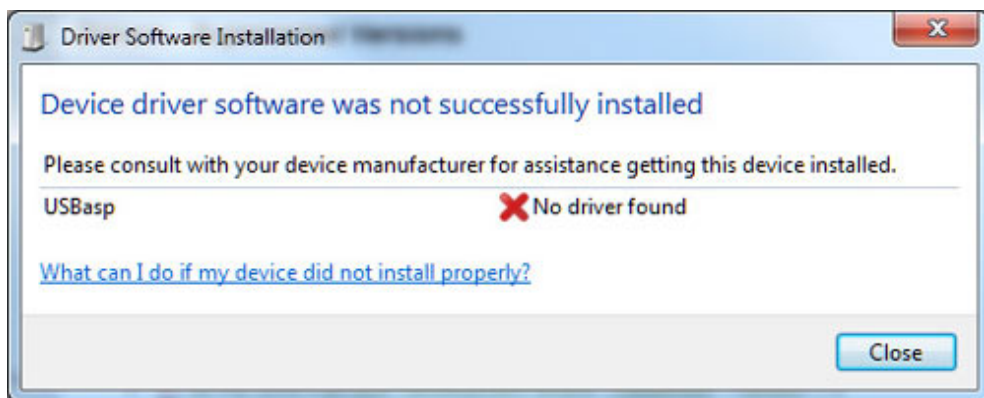 Driver Software Installation
Device driver software was not successfully installed
Please consult with your device manufacturer for assistance getting this device installed.
USBasp No driver found
What can I do if my device did not install properly?
Close